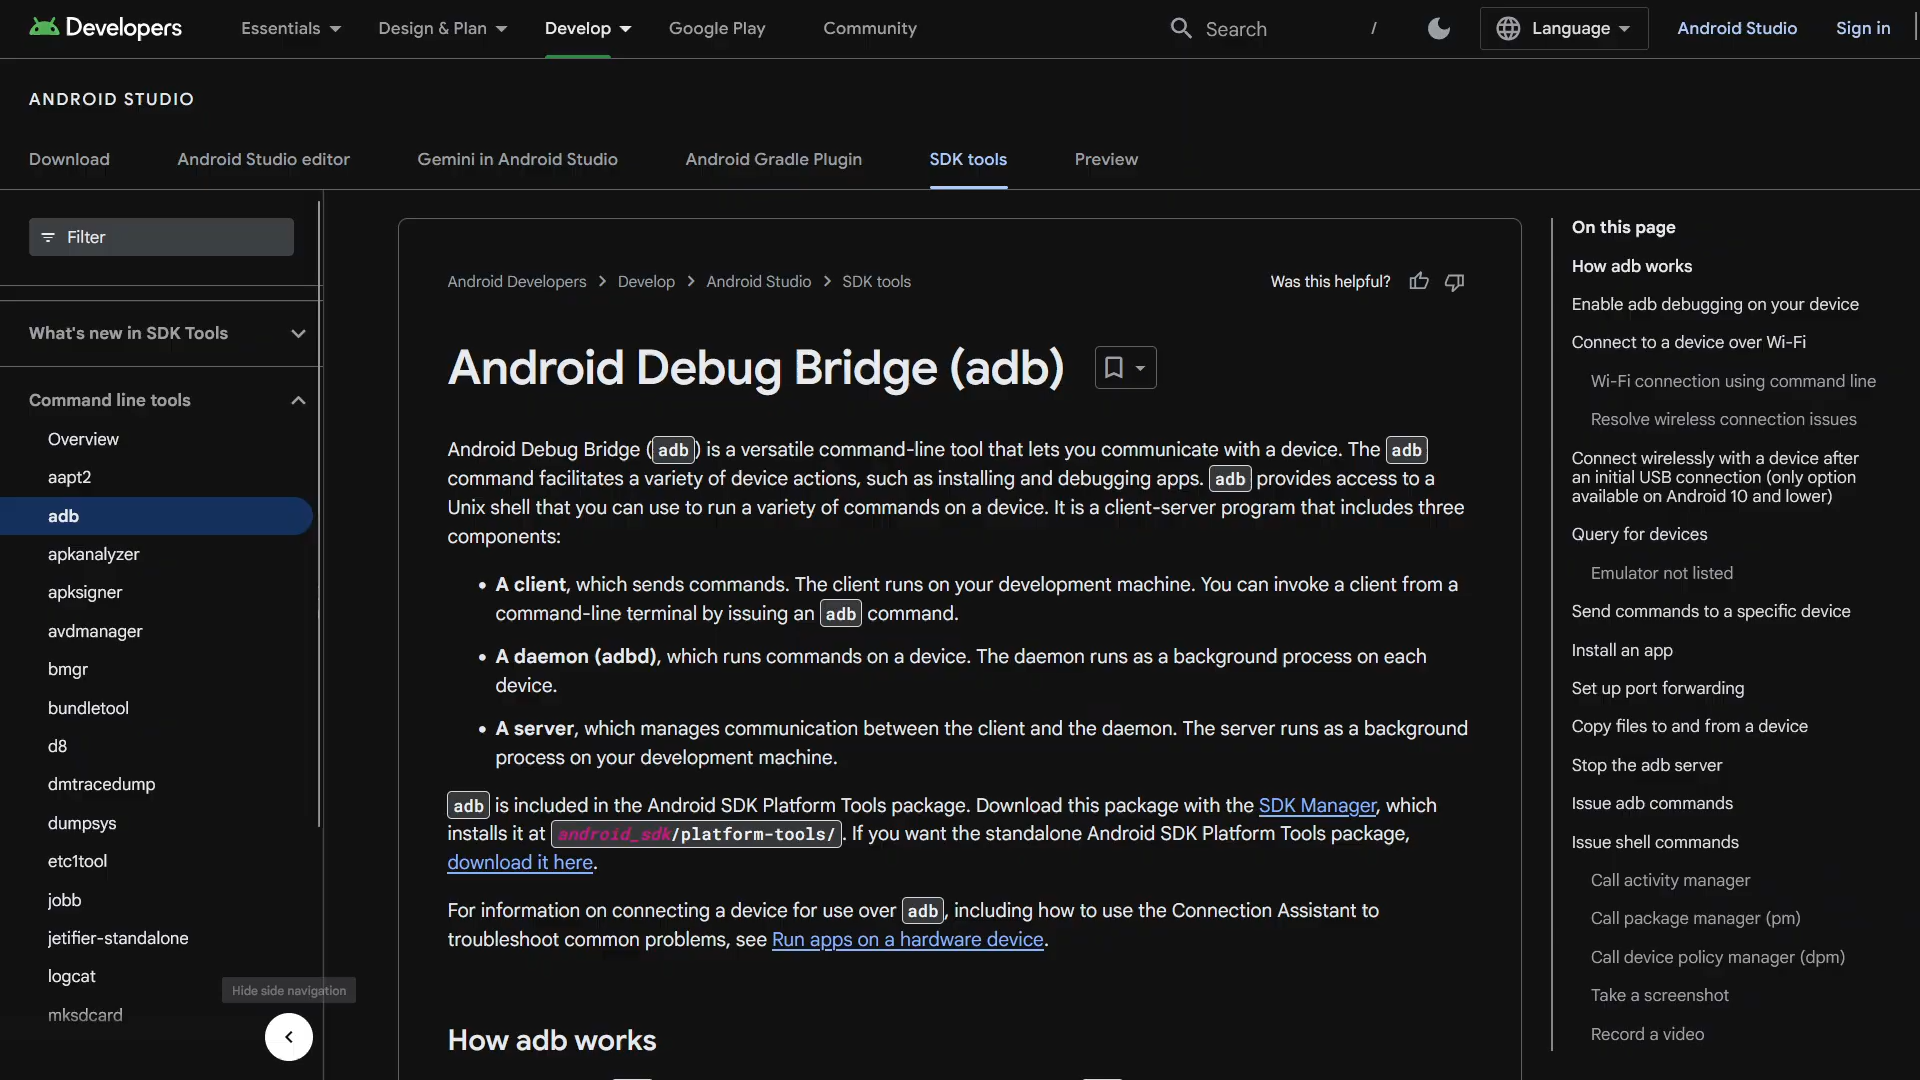 Developers
Essentials
Design & Plan
Develop
Google Play
Community
Search
/
Language
Android Studio
Sign in
ANDROID STUDIO
Download
Android Studio editor
Gemini in Android Studio
Android Gradle Plugin
SDK tools
Preview
Filter
What's new in SDK Tools
Command line tools
Overview
aapt2
adb
apkanalyzer
apksigner
avdmanager
bmgr
bundletool
d8
dmtracedump
dumpsys
etc1tool
jobb
jetifier-standalone
logcat
mksdcard
Hide side navigation
Android Developers > Develop > Android Studio > SDK tools
Was this helpful?
Android Debug Bridge (adb)
Android Debug Bridge (adb) is a versatile command-line tool that lets you communicate with a device. The adb
command facilitates a variety of device actions, such as installing and debugging apps. adb provides access to a
Unix shell that you can use to run a variety of commands on a device. It is a client-server program that includes three
components:
• A client, which sends commands. The client runs on your development machine. You can invoke a client from a
command-line terminal by issuing an adb command.
• A daemon (adbd), which runs commands on a device. The daemon runs as a background process on each
device.
• A server, which manages communication between the client and the daemon. The server runs as a background
process on your development machine.
adb is included in the Android SDK Platform Tools package. Download this package with the SDK Manager, which
installs it at android_sdk/platform-tools/. If you want the standalone Android SDK Platform Tools package,
download it here.
For information on connecting a device for use over adb, including how to use the Connection Assistant to
troubleshoot common problems, see Run apps on a hardware device.
How adb works
On this page
How adb works
Enable adb debugging on your device
Connect to a device over Wi-Fi
Wi-Fi connection using command line
Resolve wireless connection issues
Connect wirelessly with a device after
an initial USB connection (only option
available on Android 10 and lower)
Query for devices
Emulator not listed
Send commands to a specific device
Install an app
Set up port forwarding
Copy files to and from a device
Stop the adb server
Issue adb commands
Issue shell commands
Call activity manager
Call package manager (pm)
Call device policy manager (dpm)
Take a screenshot
Record a video